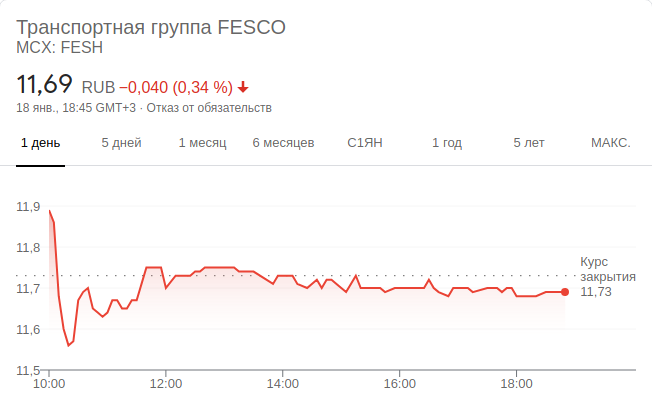 Транспортная группа FESCO
MCX: FESH
11,69 RUB −0,040 (0,34 %)
18 янв., 18:45 GMT+3 · Отказ от обязательств
1 день 5 дней 1 месяц 6 месяцев С1ЯН 1 год 5 лет МАКС.
11,9
11,8
Курс
закрытия
11,7 11,73
11,6
11,5
10:00 12:00 14:00 16:00 18:00